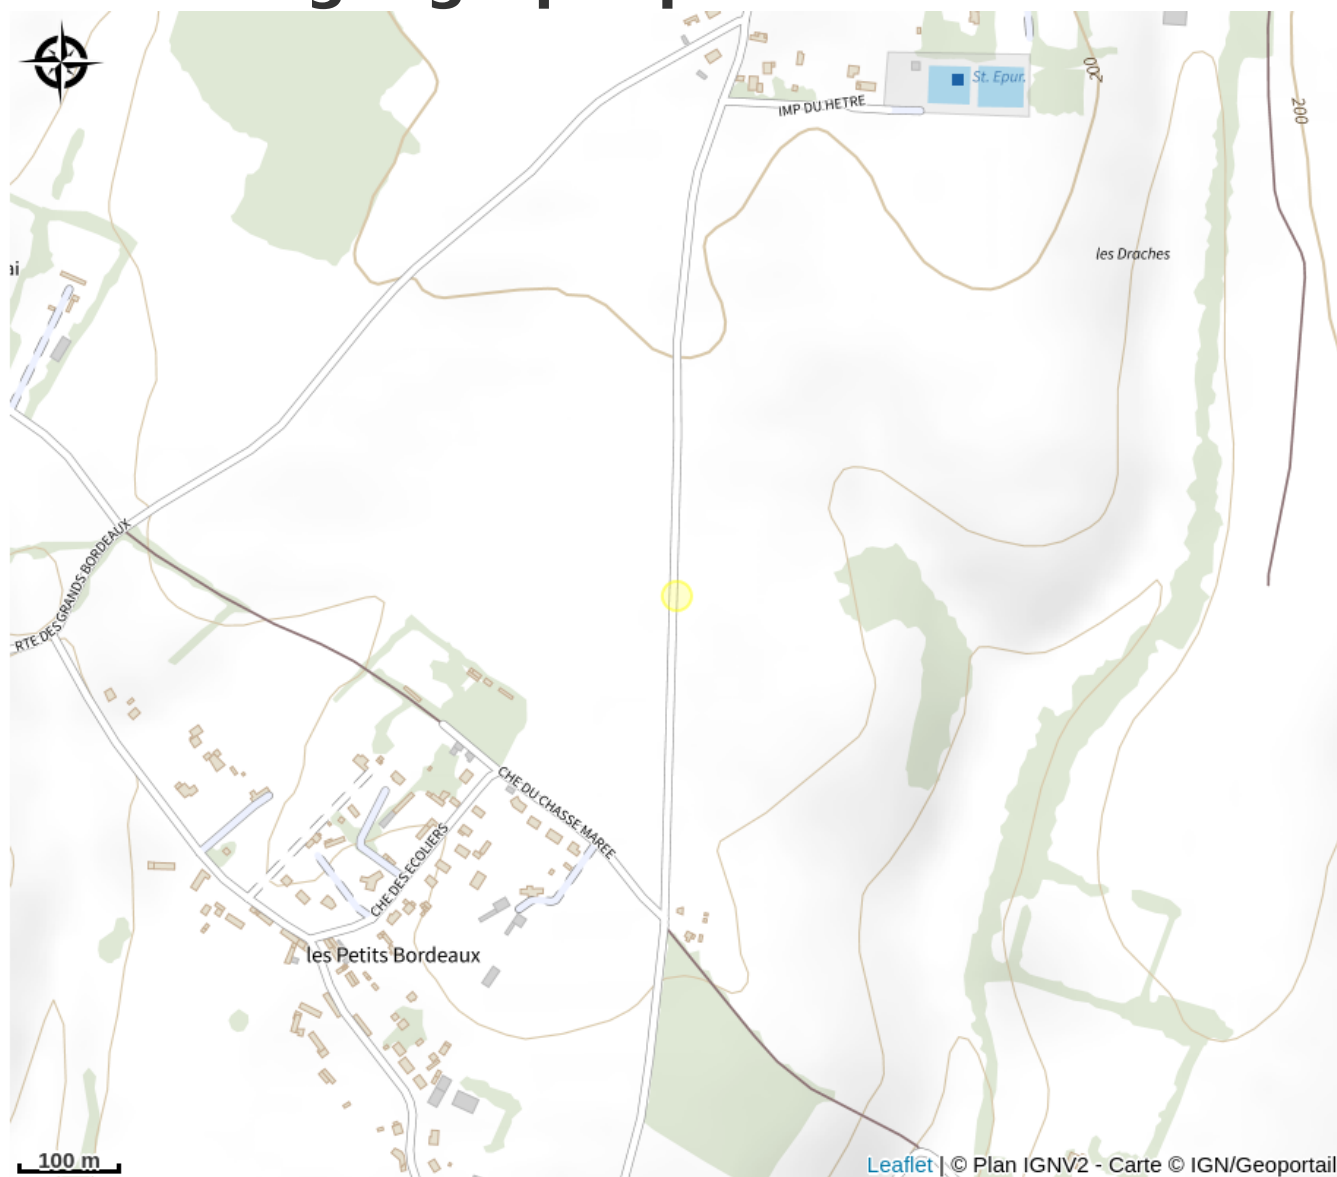 St. Epur.
200
200
IMP DU HETRE
les Draches
ai
RTE DES GRANDS BORDEAUX
CHE DU CHASSE MAREE
CHE DES ECOLIERS
les Petits Bordeaux
100 m
Leaflet | © Plan IGNV2 - Carte © IGN/Geoportail